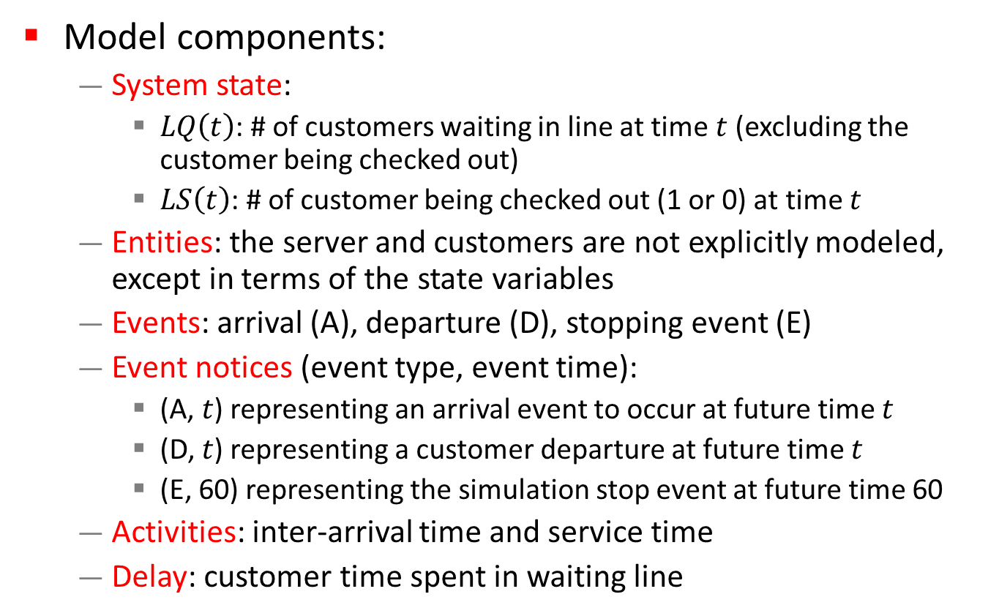 ▪ Model components:
— System state:
▪ LQ(t): # of customers waiting in line at time t (excluding the
customer being checked out)
▪ LS(t): # of customer being checked out (1 or 0) at time t
— Entities: the server and customers are not explicitly modeled,
except in terms of the state variables
— Events: arrival (A), departure (D), stopping event (E)
— Event notices (event type, event time):
▪ (A, t) representing an arrival event to occur at future time t
▪ (D, t) representing a customer departure at future time t
▪ (E, 60) representing the simulation stop event at future time 60
— Activities: inter-arrival time and service time
— Delay: customer time spent in waiting line